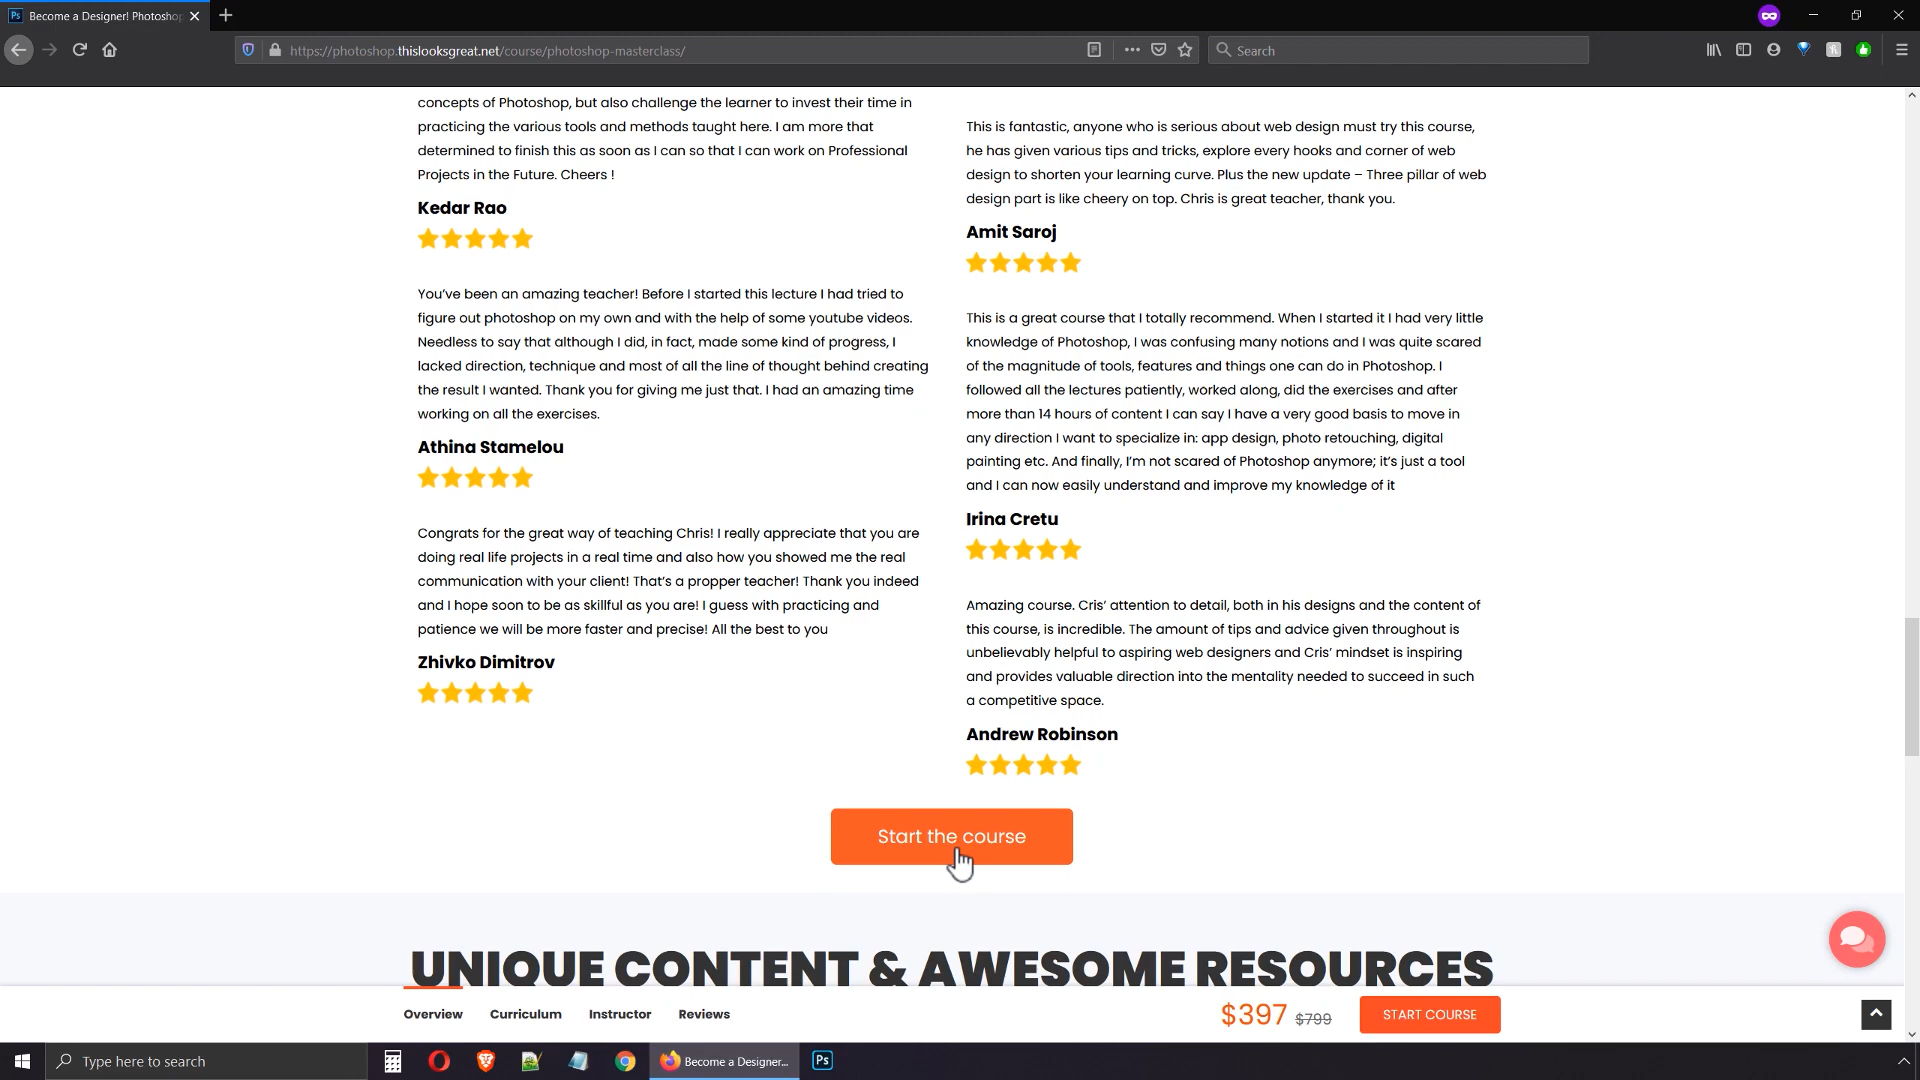 Become a Designer! Photoshop
https://photoshop.thislooksgreat.net/course/photoshop-masterclass/
Search
concepts of Photoshop, but also challenge the learner to invest their time in
practicing the various tools and methods taught here. I am more that
determined to finish this as soon as I can so that I can work on Professional
Projects in the Future. Cheers !
Kedar Rao
You've been an amazing teacher! Before I started this lecture I had tried to
figure out photoshop on my own and with the help of some youtube videos.
Needless to say that although I did, in fact, made some kind of progress, I
lacked direction, technique and most of all the line of thought behind creating
the result I wanted. Thank you for giving me just that. I had an amazing time
working on all the exercises.
Athina Stamelou
Congrats for the great way of teaching Chris! I really appreciate that you are
doing real life projects in a real time and also how you showed me the real
communication with your client! That's a propper teacher! Thank you indeed
and I hope soon to be as skillful as you are! I guess with practicing and
patience we will be more faster and precise! All the best to you
Zhivko Dimitrov
This is fantastic, anyone who is serious about web design must try this course,
he has given various tips and tricks, explore every hooks and corner of web
design to shorten your learning curve. Plus the new update – Three pillar of web
design part is like cheery on top. Chris is great teacher, thank you.
Amit Saroj
This is a great course that I totally recommend. When I started it I had very little
knowledge of Photoshop, I was confusing many notions and I was quite scared
of the magnitude of tools, features and things one can do in Photoshop. I
followed all the lectures patiently, worked along, did the exercises and after
more than 14 hours of content I can say I have a very good basis to move in
any direction I want to specialize in: app design, photo retouching, digital
painting etc. And finally, I'm not scared of Photoshop anymore; it's just a tool
and I can now easily understand and improve my knowledge of it
Irina Cretu
Amazing course. Cris' attention to detail, both in his designs and the content of
this course, is incredible. The amount of tips and advice given throughout is
unbelievably helpful to aspiring web designers and Cris' mindset is inspiring
and provides valuable direction into the mentality needed to succeed in such
a competitive space.
Andrew Robinson
Start the course
UNIQUE CONTENT & AWESOME RESOURCES
Overview Curriculum Instructor Reviews $397 $799 START COURSE
Type here to search
Become a Designer...
Ps